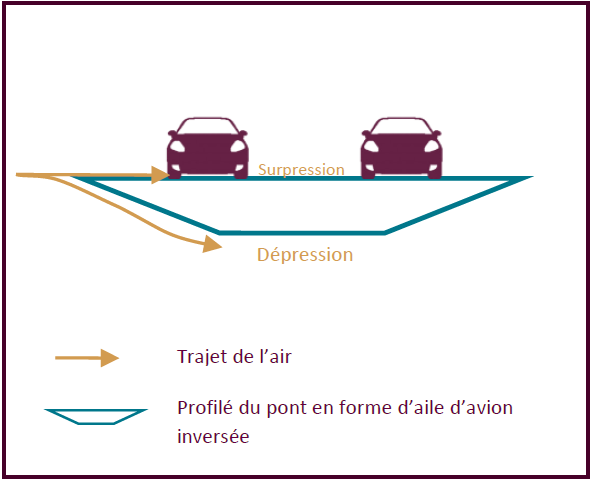 Surpression
Dépression
Trajet de l’air
Profilé du pont en forme d’aile d’avion
inversée